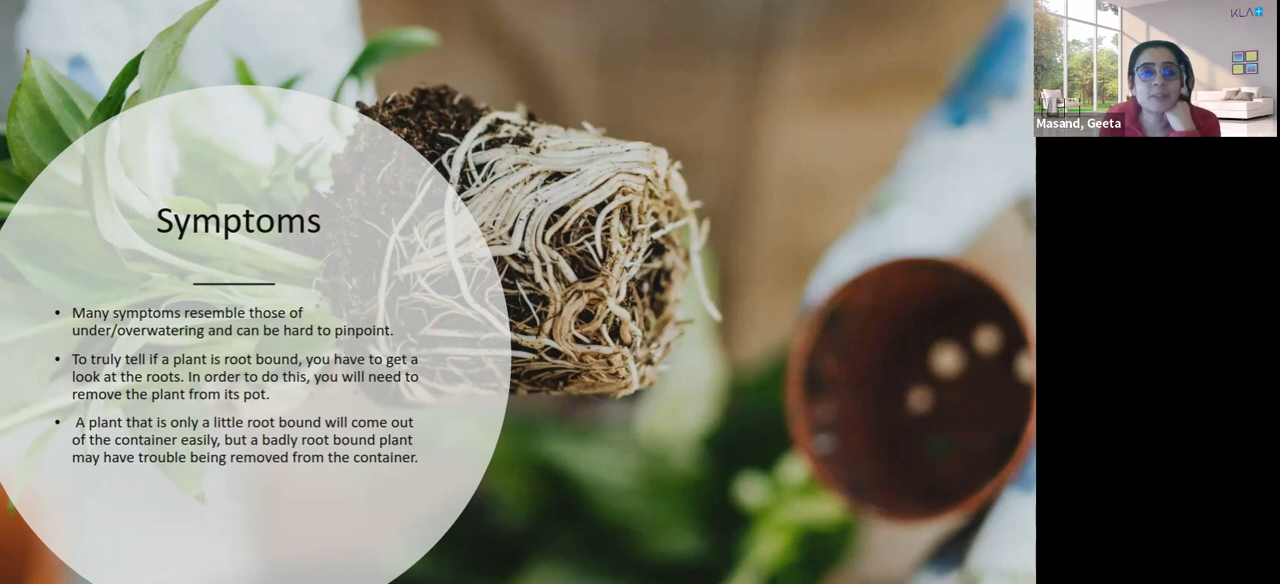 KLA+
Masand, Geeta
Symptoms
• Many symptoms resemble those of
under/overwatering and can be hard to pinpoint.
• To truly tell if a plant is root bound, you have to get a
look at the roots. In order to do this, you will need to
remove the plant from its pot.
• A plant that is only a little root bound will come out
of the container easily, but a badly root bound plant
may have trouble being removed from the container.